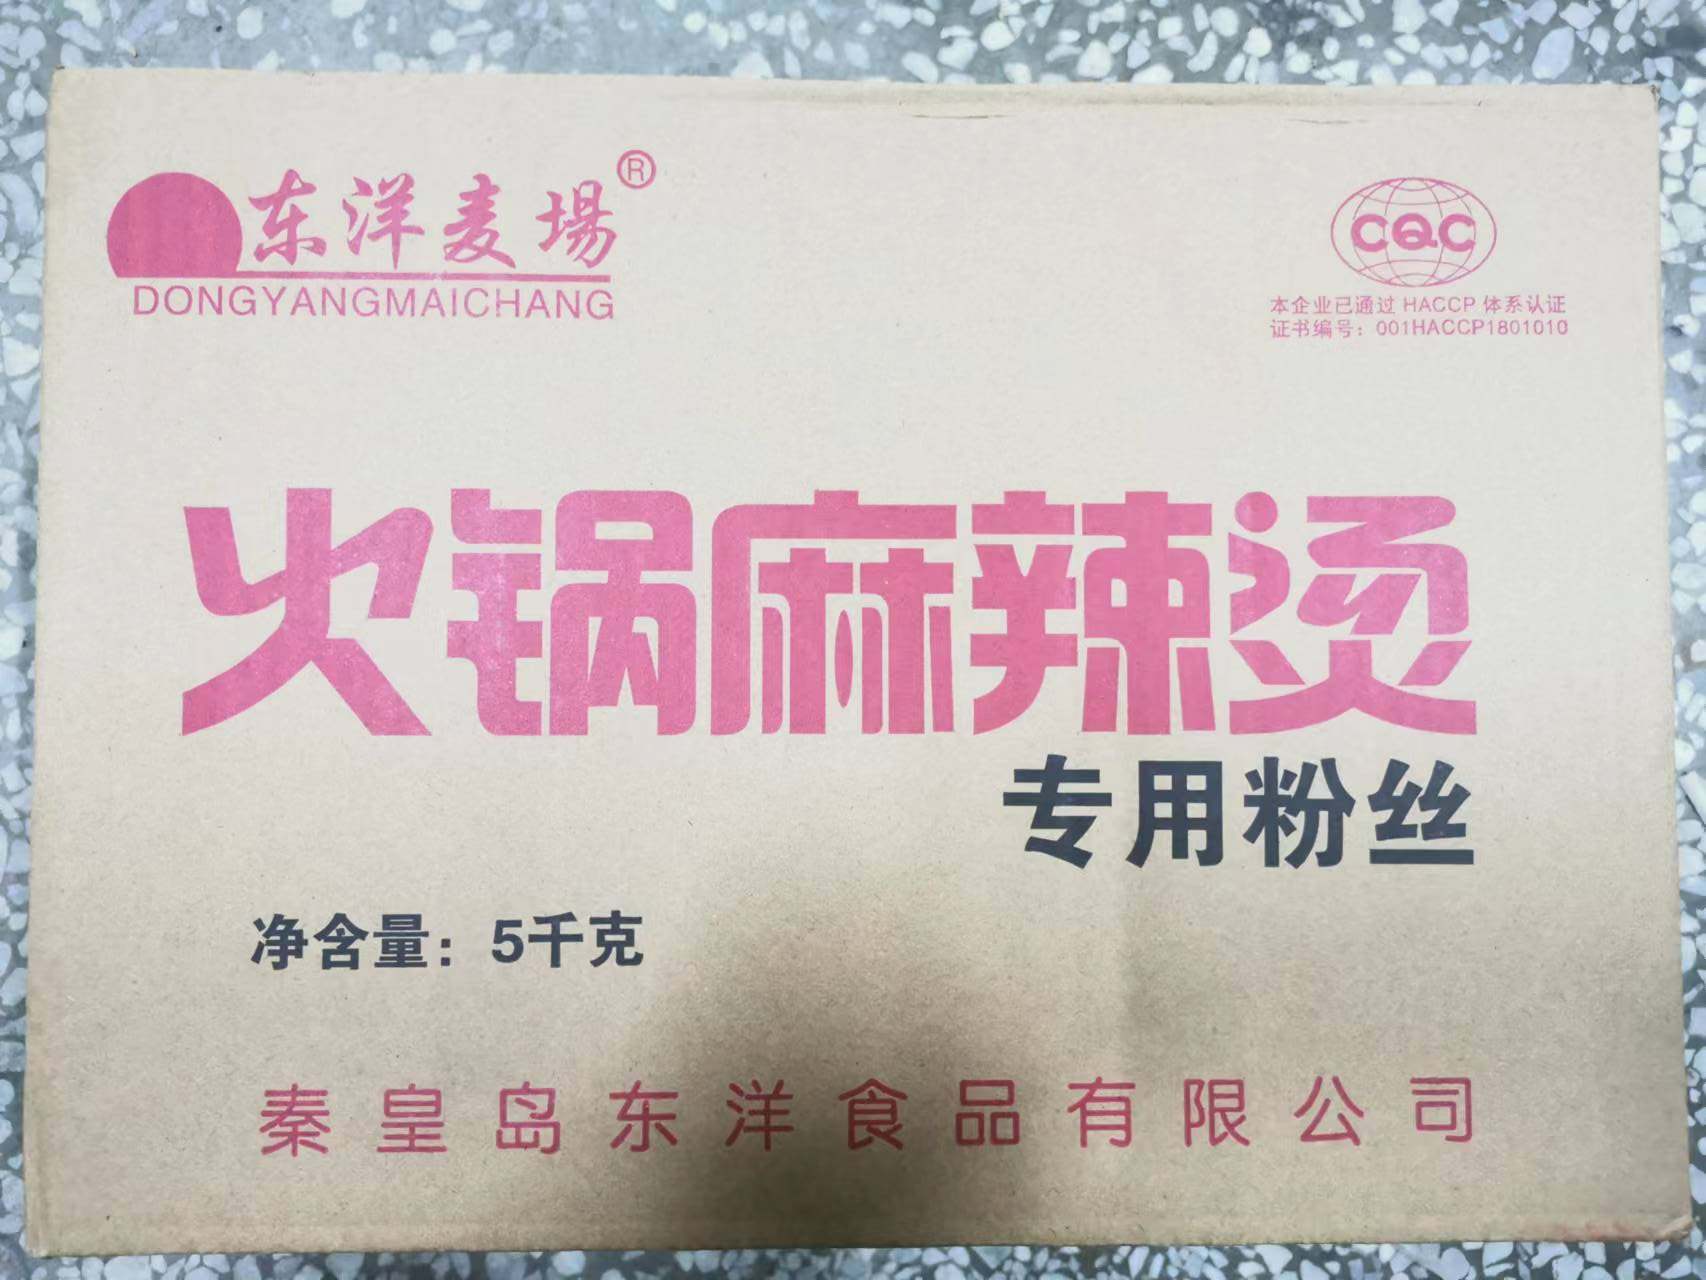 东洋麦場®
DONGYANGMAICHANG
CQC
本企业已通过 HACCP 体系认证
证书编号：001HACCP1801010
火锅麻辣烫
专用粉丝
净含量：5千克
秦皇岛东洋食品有限公司